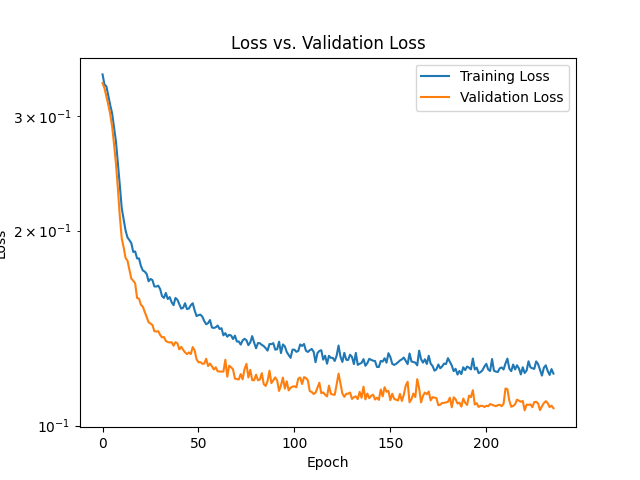 Loss vs. Validation Loss
Training Loss
Validation Loss
3 × 10⁻¹
2 × 10⁻¹
10⁻¹
Loss
0 50 100 150 200
Epoch